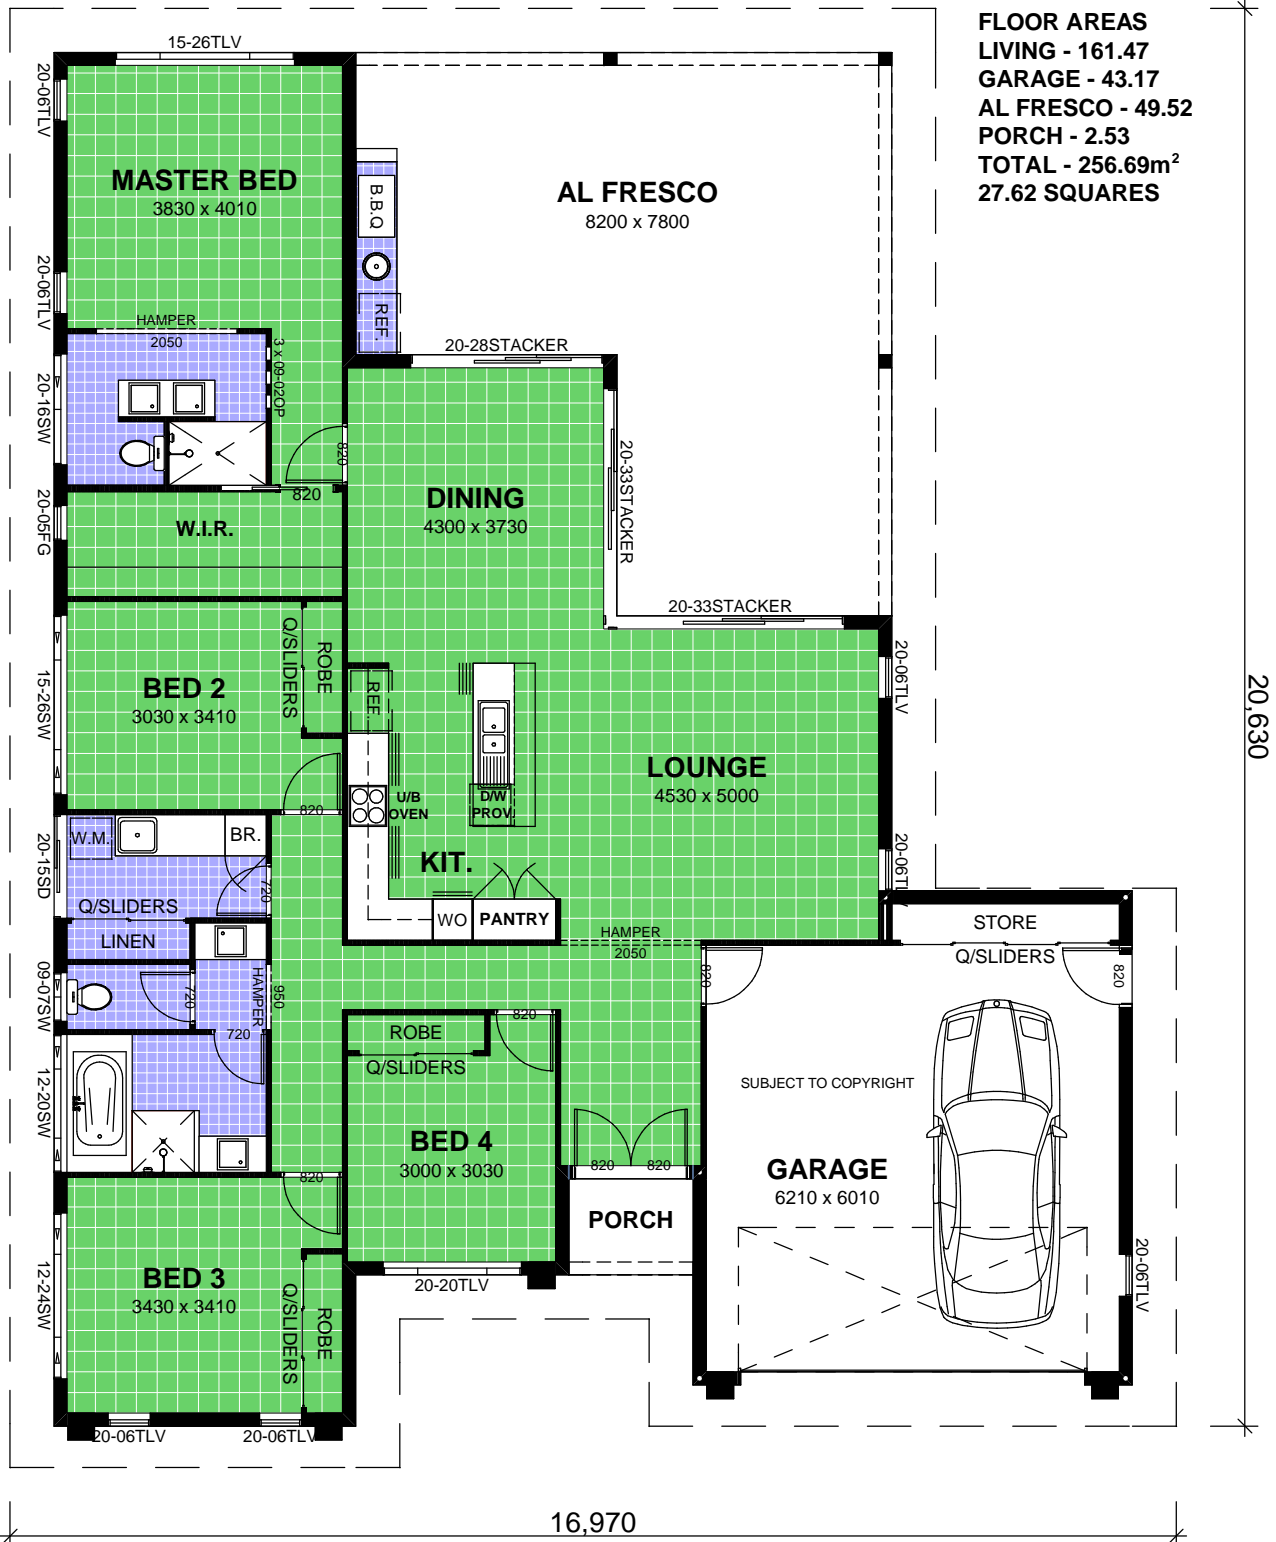 FLOOR AREAS
LIVING - 161.47
GARAGE - 43.17
AL FRESCO - 49.52
PORCH - 2.53
TOTAL - 256.69m²
27.62 SQUARES
15-26TLV
20-06TLV
MASTER BED
3830 x 4010
20-06TLV
B.B.Q
REF.
AL FRESCO
8200 x 7800
HAMPER
2050
3 x 09-02OP
20-16SW
820
820
20-28STACKER
20-33STACKER
20-33STACKER
DINING
4300 x 3730
20-05FG
W.I.R.
BED 2
3030 x 3410
Q/SLIDERS
ROBE
15-26SW
820
REF.
U/B
OVEN
D/W
PROV.
KIT.
WO
PANTRY
LOUNGE
4530 x 5000
20-06TLV
20-06TL
20,630
W.M.
BR.
20-15SD
720
Q/SLIDERS
LINEN
09-07SW
720
HAMPER
950
720
12-20SW
HAMPER
2050
820
STORE
Q/SLIDERS
820
820
ROBE
Q/SLIDERS
BED 4
3000 x 3030
20-20TLV
820
820
PORCH
SUBJECT TO COPYRIGHT
GARAGE
6210 x 6010
20-06TLV
820
BED 3
3430 x 3410
Q/SLIDERS
ROBE
12-24SW
20-06TLV
20-06TLV
16,970